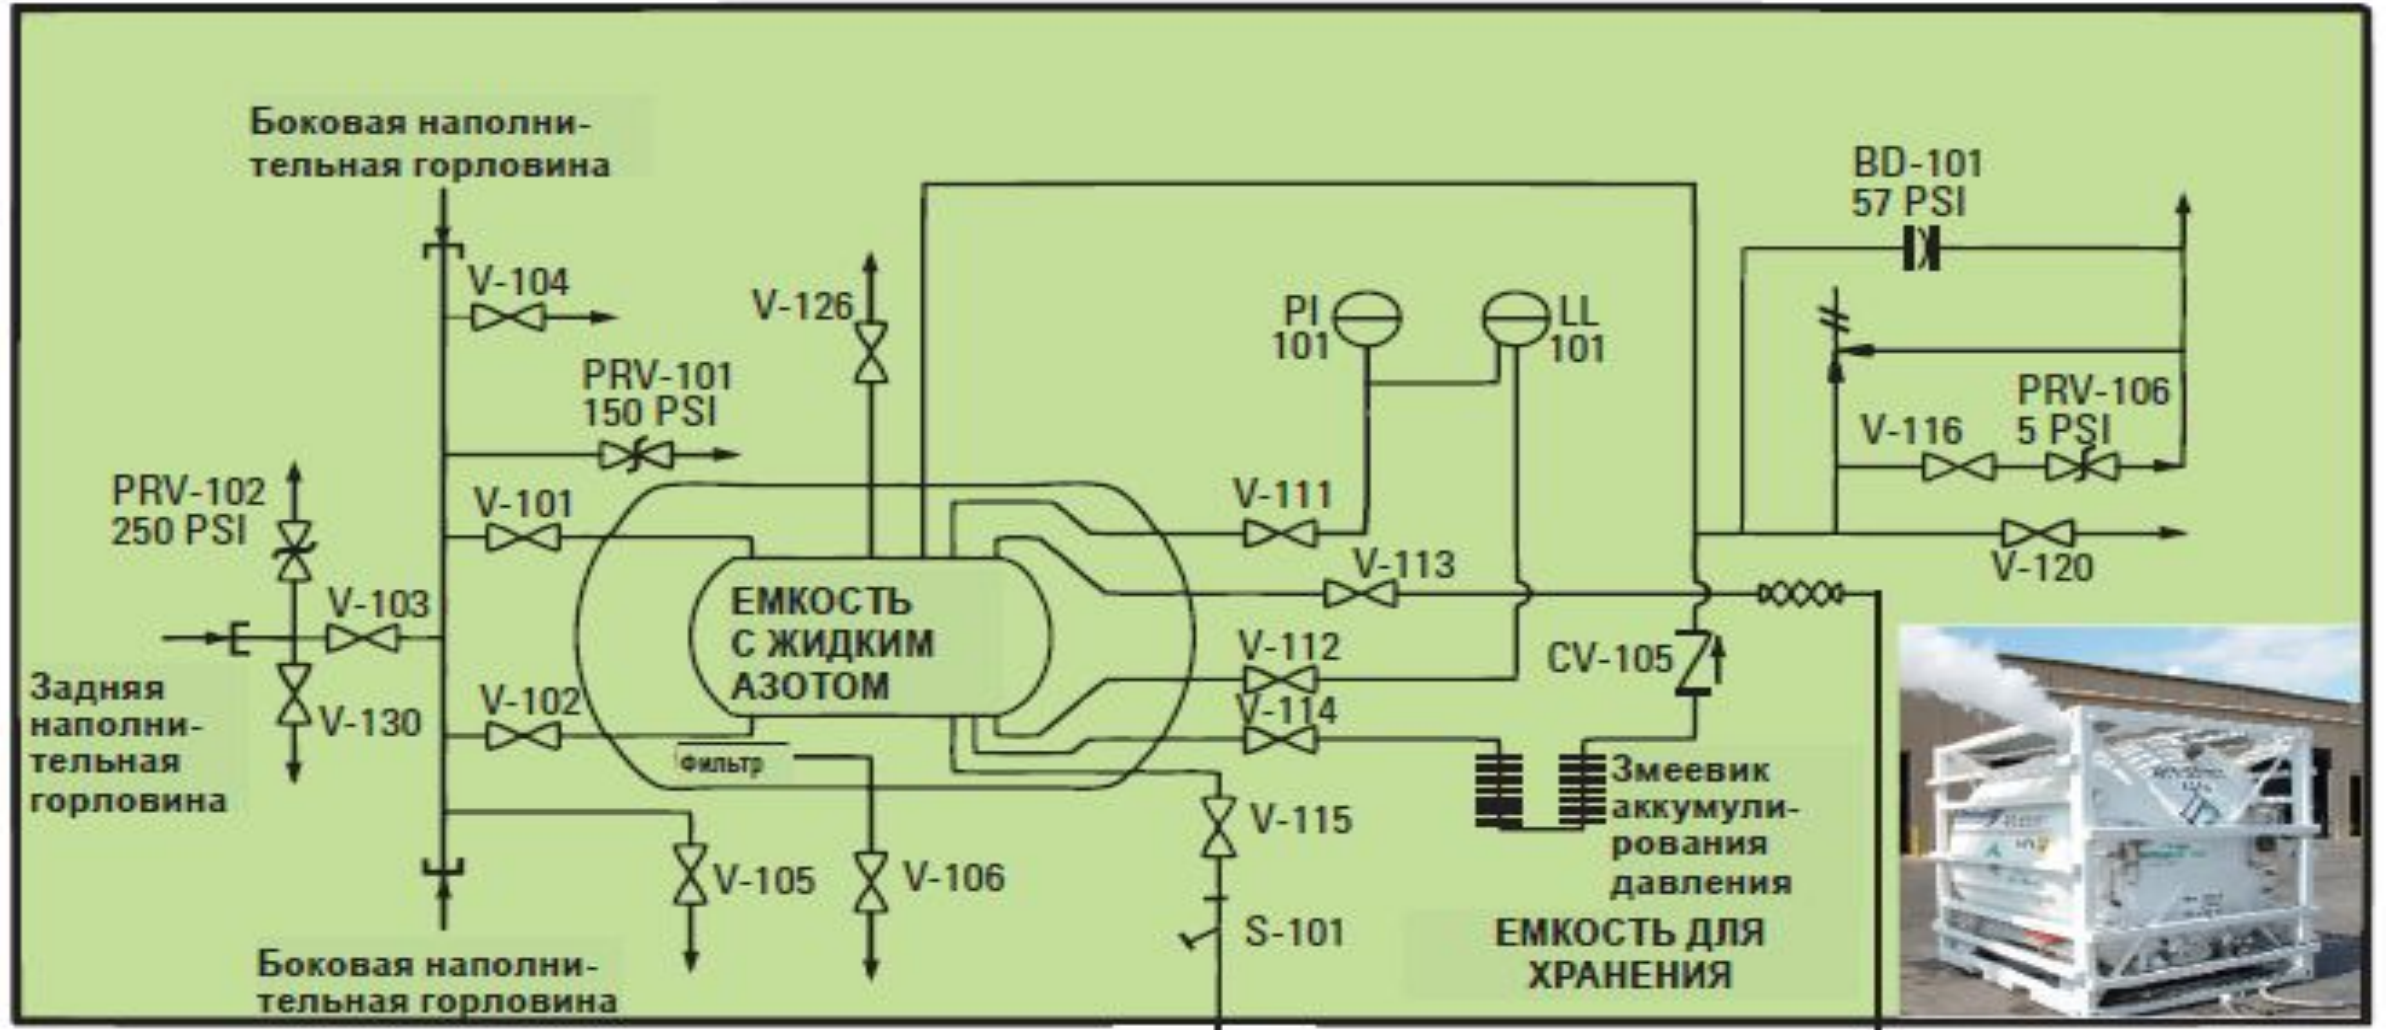 Боковая наполни-
тельная горловина
V-104
V-126
PRV-101
150 PSI
PRV-102
250 PSI
V-101
V-103
Задняя
наполни-
тельная
горловина
V-130
V-102
ЕМКОСТЬ
С ЖИДКИМ
АЗОТОМ
Фильтр
V-105
V-106
Боковая наполни-
тельная горловина
PI
101
LL
101
V-111
V-113
V-112
V-114
CV-105
V-115
S-101
Змеевик
аккумули-
рования
давления
ЕМКОСТЬ ДЛЯ
ХРАНЕНИЯ
BD-101
57 PSI
PRV-106
5 PSI
V-116
V-120